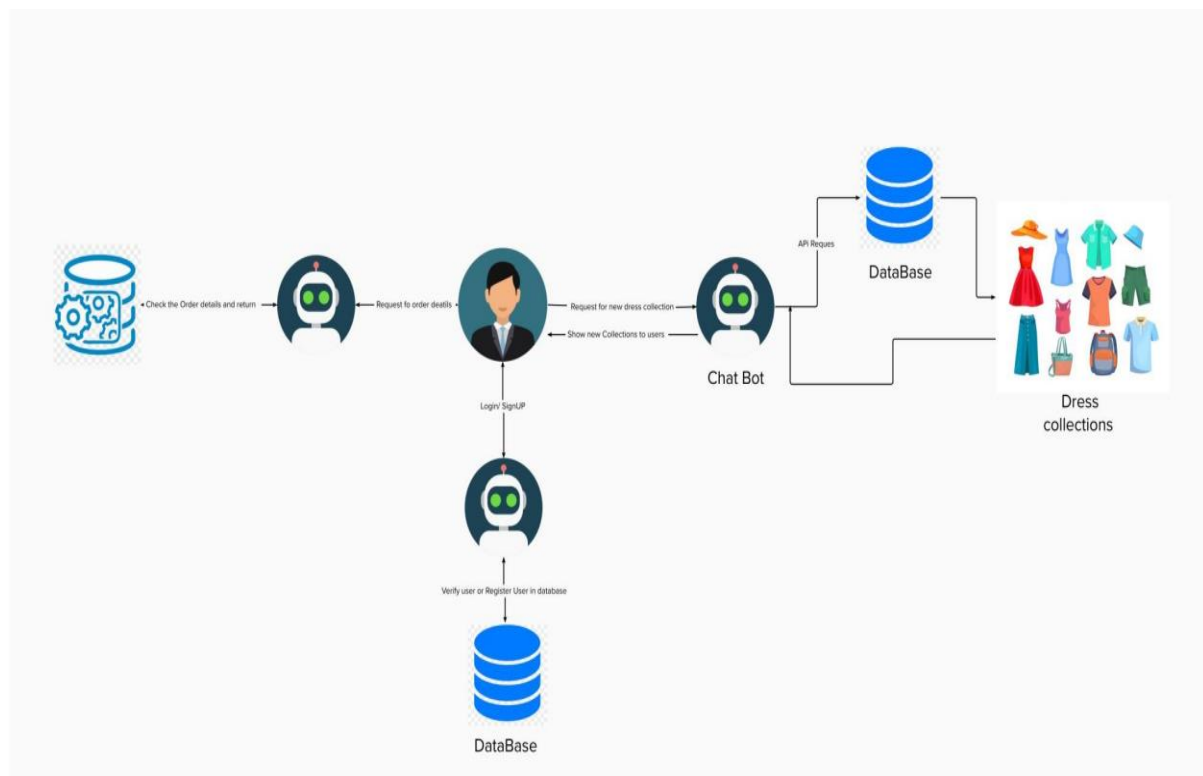 APi Reques
DataBase
Check the Order details and return
Request fo order deatils
Request for new dress collection
Show new Collections to users
Chat Bot
Dress
collections
Login/ SignUP
Verify user or Register User in database
DataBase